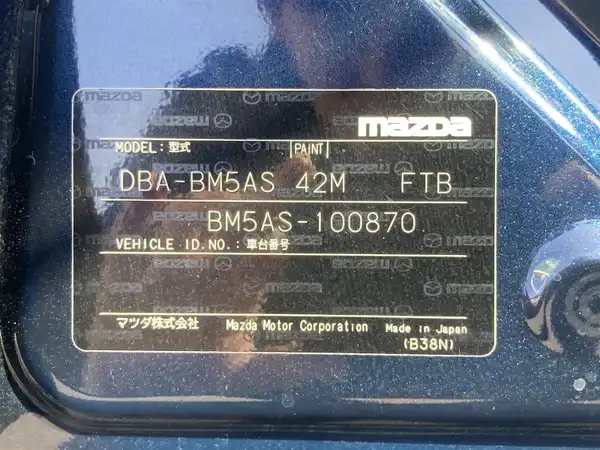 mazda
MODEL: 型式 PAINT
DBA-BM5AS 42M FTB
BM5AS-100870
VEHICLE ID.NO.: 車台番号
マツダ株式会社 Mazda Motor Corporation Made in Japan
(B38N)